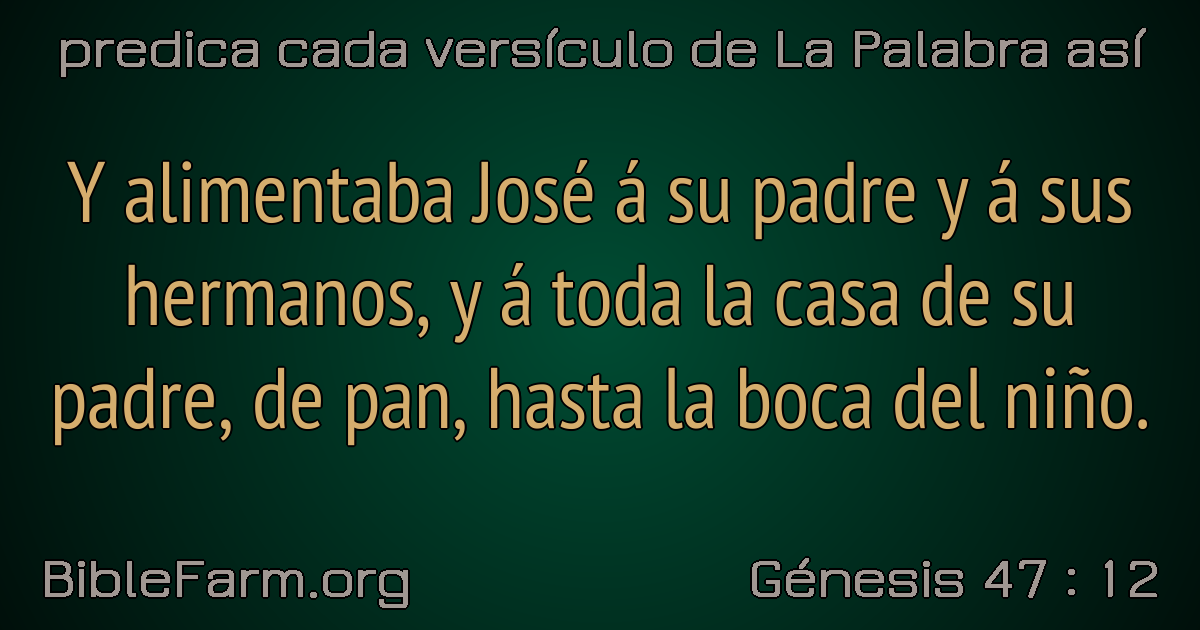 predica cada versículo de La Palabra así
Y alimentaba José á su padre y á sus
hermanos, y á toda la casa de su
padre, de pan, hasta la boca del niño.
BibleFarm.org
Génesis 47 : 12